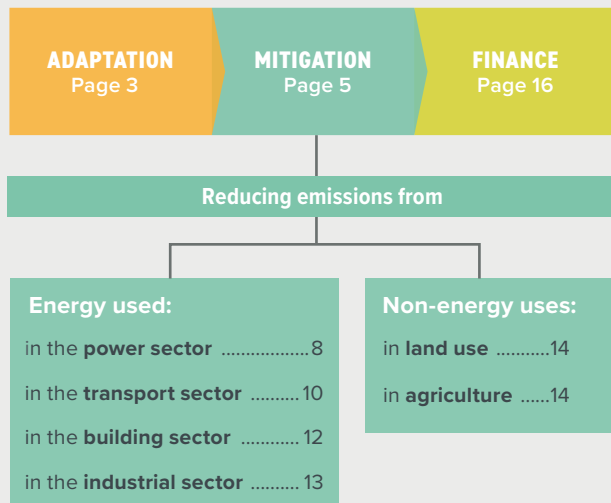 ADAPTATION
Page 3
MITIGATION
Page 5
FINANCE
Page 16
Reducing emissions from
Energy used:
in the power sector ..................8
in the transport sector ..........10
in the building sector ............12
in the industrial sector ..........13
Non-energy uses:
in land use ...........14
in agriculture ......14